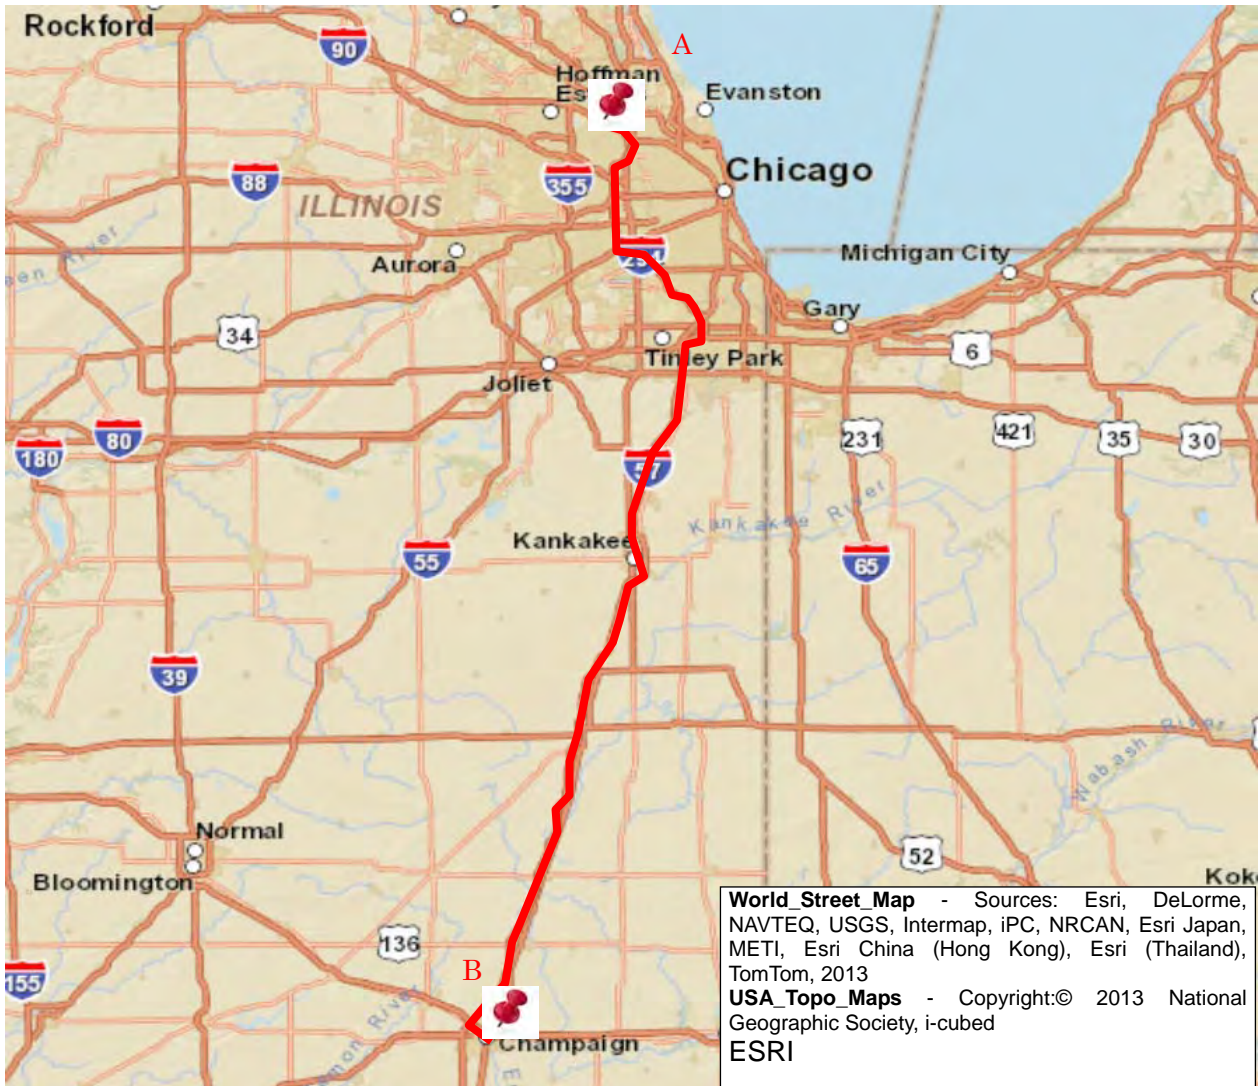 Rockford
90
A
Hoffman
Es
Evanston
88
355
Chicago
ILLINOIS
Aurora
Michigan City
Gary
34
Tinley Park
6
Joliet
80
180
231
421
35
30
57
Kankakee River
Kankakee
55
65
39
Wabash River
Normal
Bloomington
52
Koko
136
155
B
Champaign
World_Street_Map - Sources: Esri, DeLorme,
NAVTEQ, USGS, Intermap, iPC, NRCAN, Esri Japan,
METI, Esri China (Hong Kong), Esri (Thailand),
TomTom, 2013
USA_Topo_Maps - Copyright:© 2013 National
Geographic Society, i-cubed
ESRI